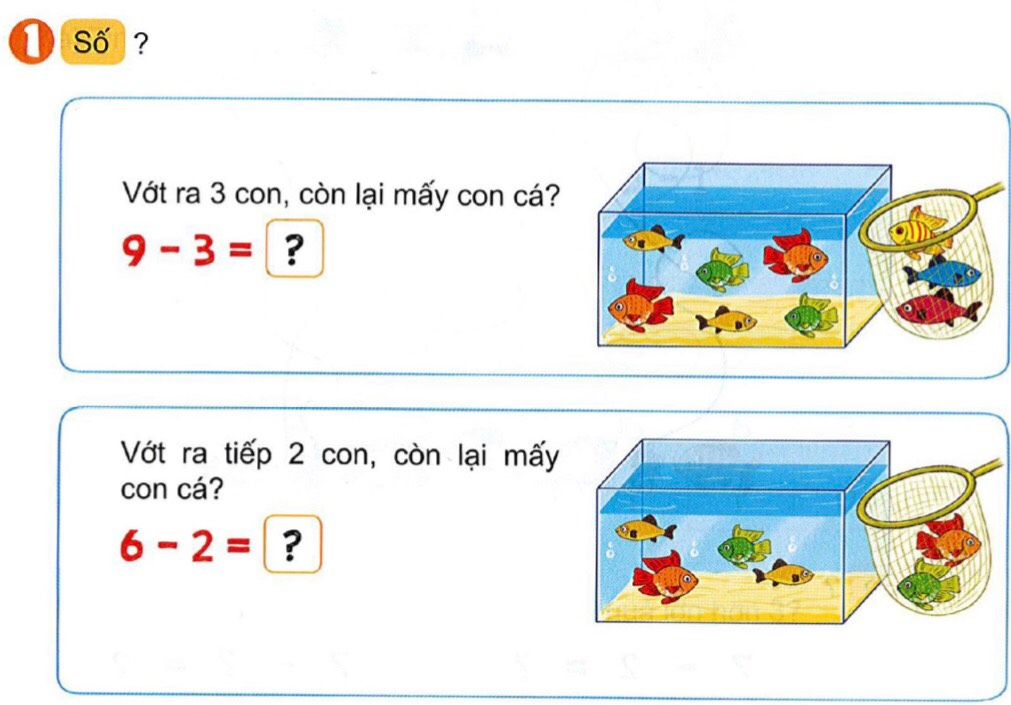 1 Số ?
Vớt ra 3 con, còn lại mấy con cá?
9 - 3 = ?
Vớt ra tiếp 2 con, còn lại mấy
con cá?
6 - 2 = ?